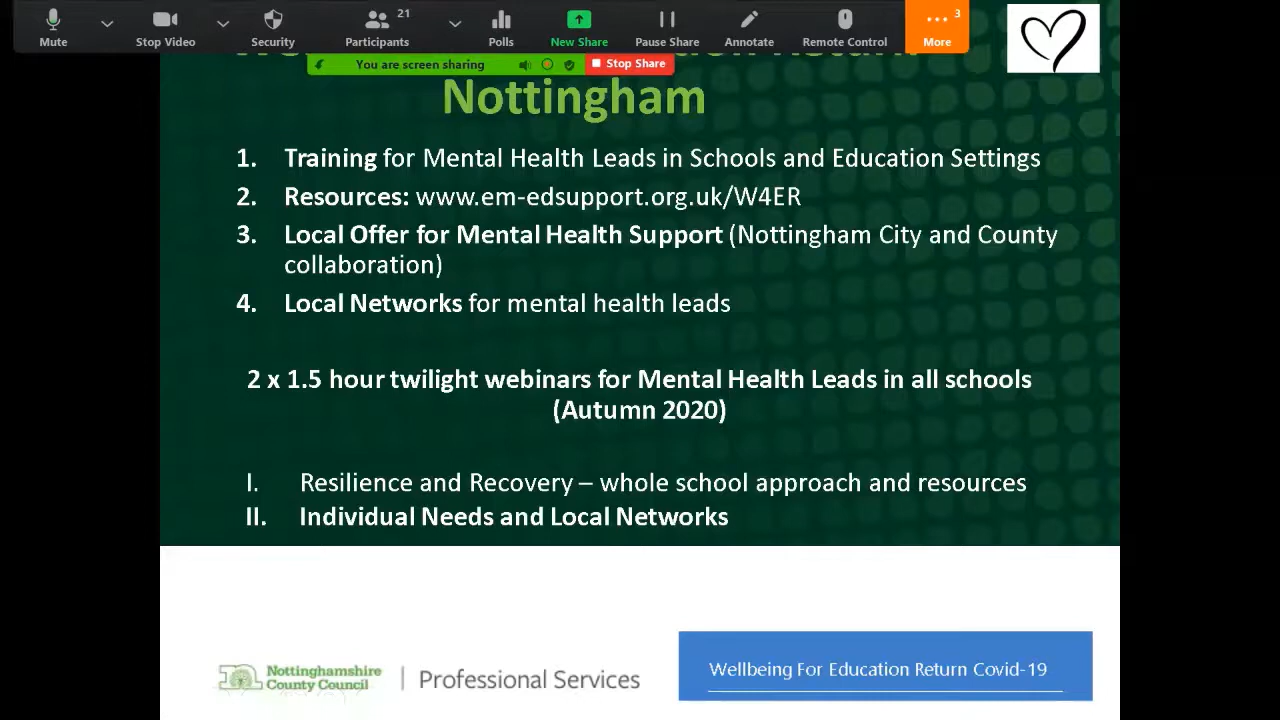 21
3
Mute
Stop Video
Security
Participants
Polls
New Share
Pause Share
Annotate
Remote Control
More
You are screen sharing
Stop Share
Nottingham
1. Training for Mental Health Leads in Schools and Education Settings
2. Resources: www.em-edsupport.org.uk/W4ER
3. Local Offer for Mental Health Support (Nottingham City and County
collaboration)
4. Local Networks for mental health leads
2 x 1.5 hour twilight webinars for Mental Health Leads in all schools
(Autumn 2020)
I. Resilience and Recovery – whole school approach and resources
II. Individual Needs and Local Networks
Nottinghamshire
County Council
Professional Services
Wellbeing For Education Return Covid-19